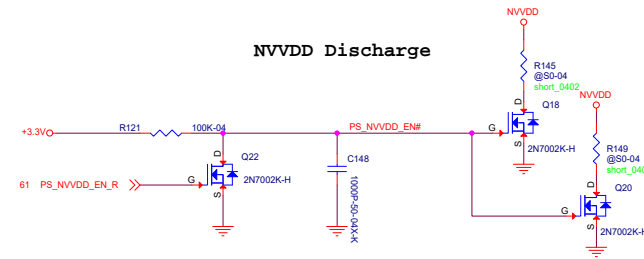 NVVDD Discharge
NVVDD
R145
@S0-04
short_0402
NVVDD
D
Q18
G
S
2N7002K-H
R149
@S0-04
short_040
D
Q20
G
S
2N7002K-H
+3.3V
R121
100K-04
PS_NVVDD_EN#
D
Q22
G
S
2N7002K-H
61
PS_NVVDD_EN_R
C148
1000P-50-04X-K